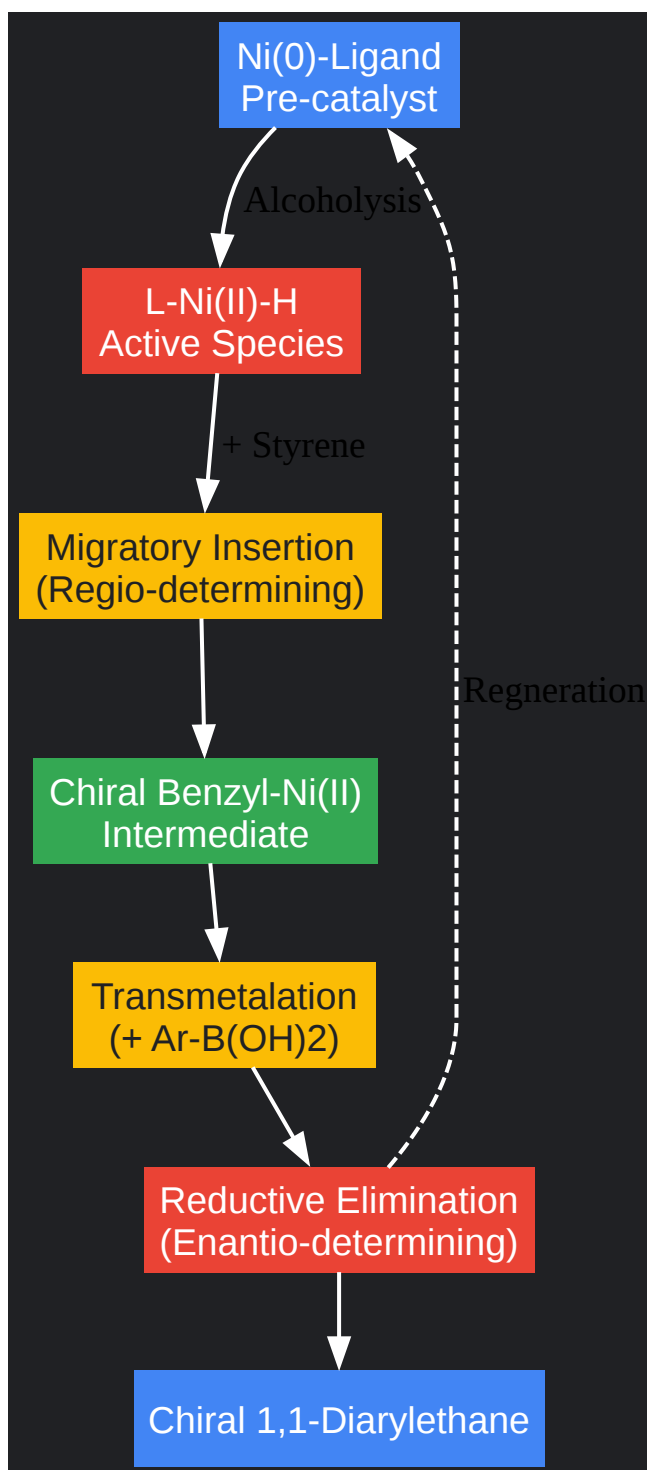 Ni(0)-Ligand
Pre-catalyst
Alcoholysis
L-Ni(II)-H
Active Species
+ Styrene
Migratory Insertion
(Regio-determining)
Regneration
Chiral Benzyl-Ni(II)
Intermediate
Transmetalation
(+ Ar-B(OH)2)
Reductive Elimination
(Enantio-determining)
Chiral 1,1-Diarylethane